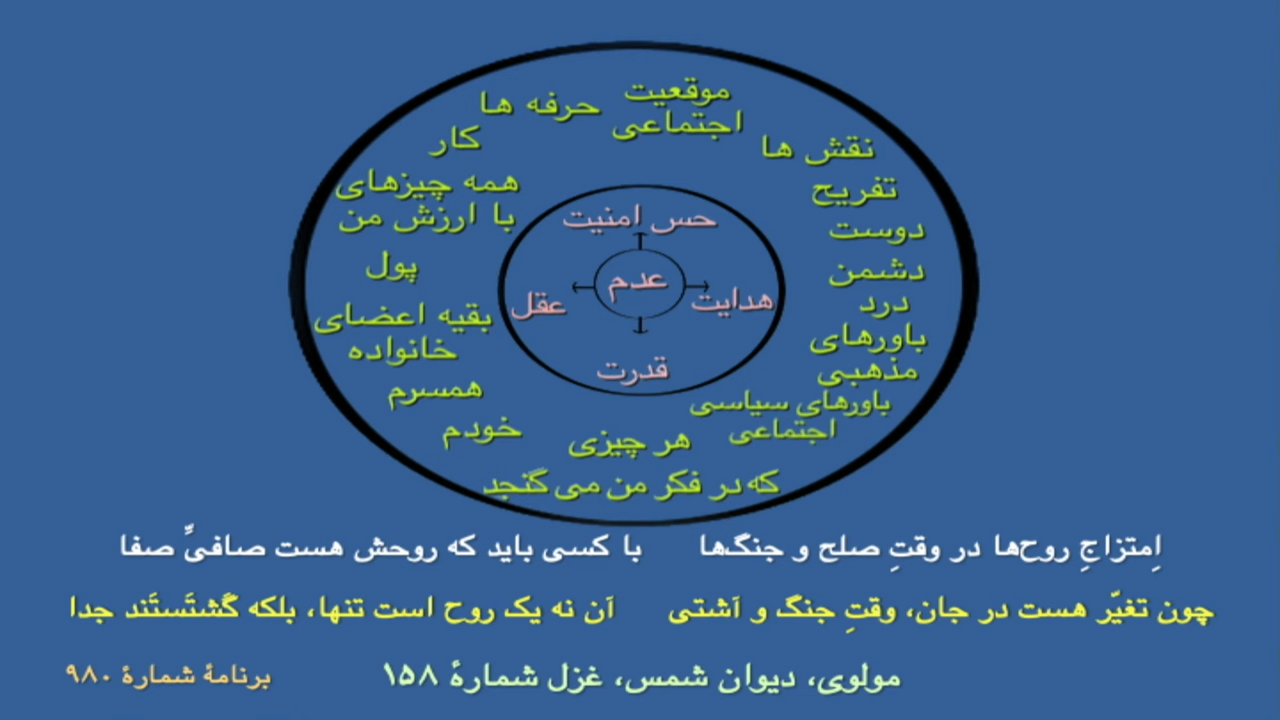 موقعیت
اجتماعی
حرفه ها
کار
نقش ها
همه چیزهای
با ارزش من
تفریح
دوست
پول
دشمن
درد
بقیه اعضای
خانواده
باورهای
مذهبی
همسرم
باورهای سیاسی
اجتماعی
خودم
هر چیزی
که در فکر من می گنجد
حس امنیت
عدم
هدایت
عقل
قدرت
اِمتزاجِ روح‌ها در وقتِ صلح و جنگ‌ها با کسی باید که روحش هست صافیِّ صفا
چون تغیّر هست در جان، وقتِ جنگ و آشتی آن نه یک روح است تنها، بلکه گَشتَستَند جدا
مولوی، دیوان شمس، غزل شمارهٔ ۱۵۸
برنامهٔ شمارهٔ ۹۸۰